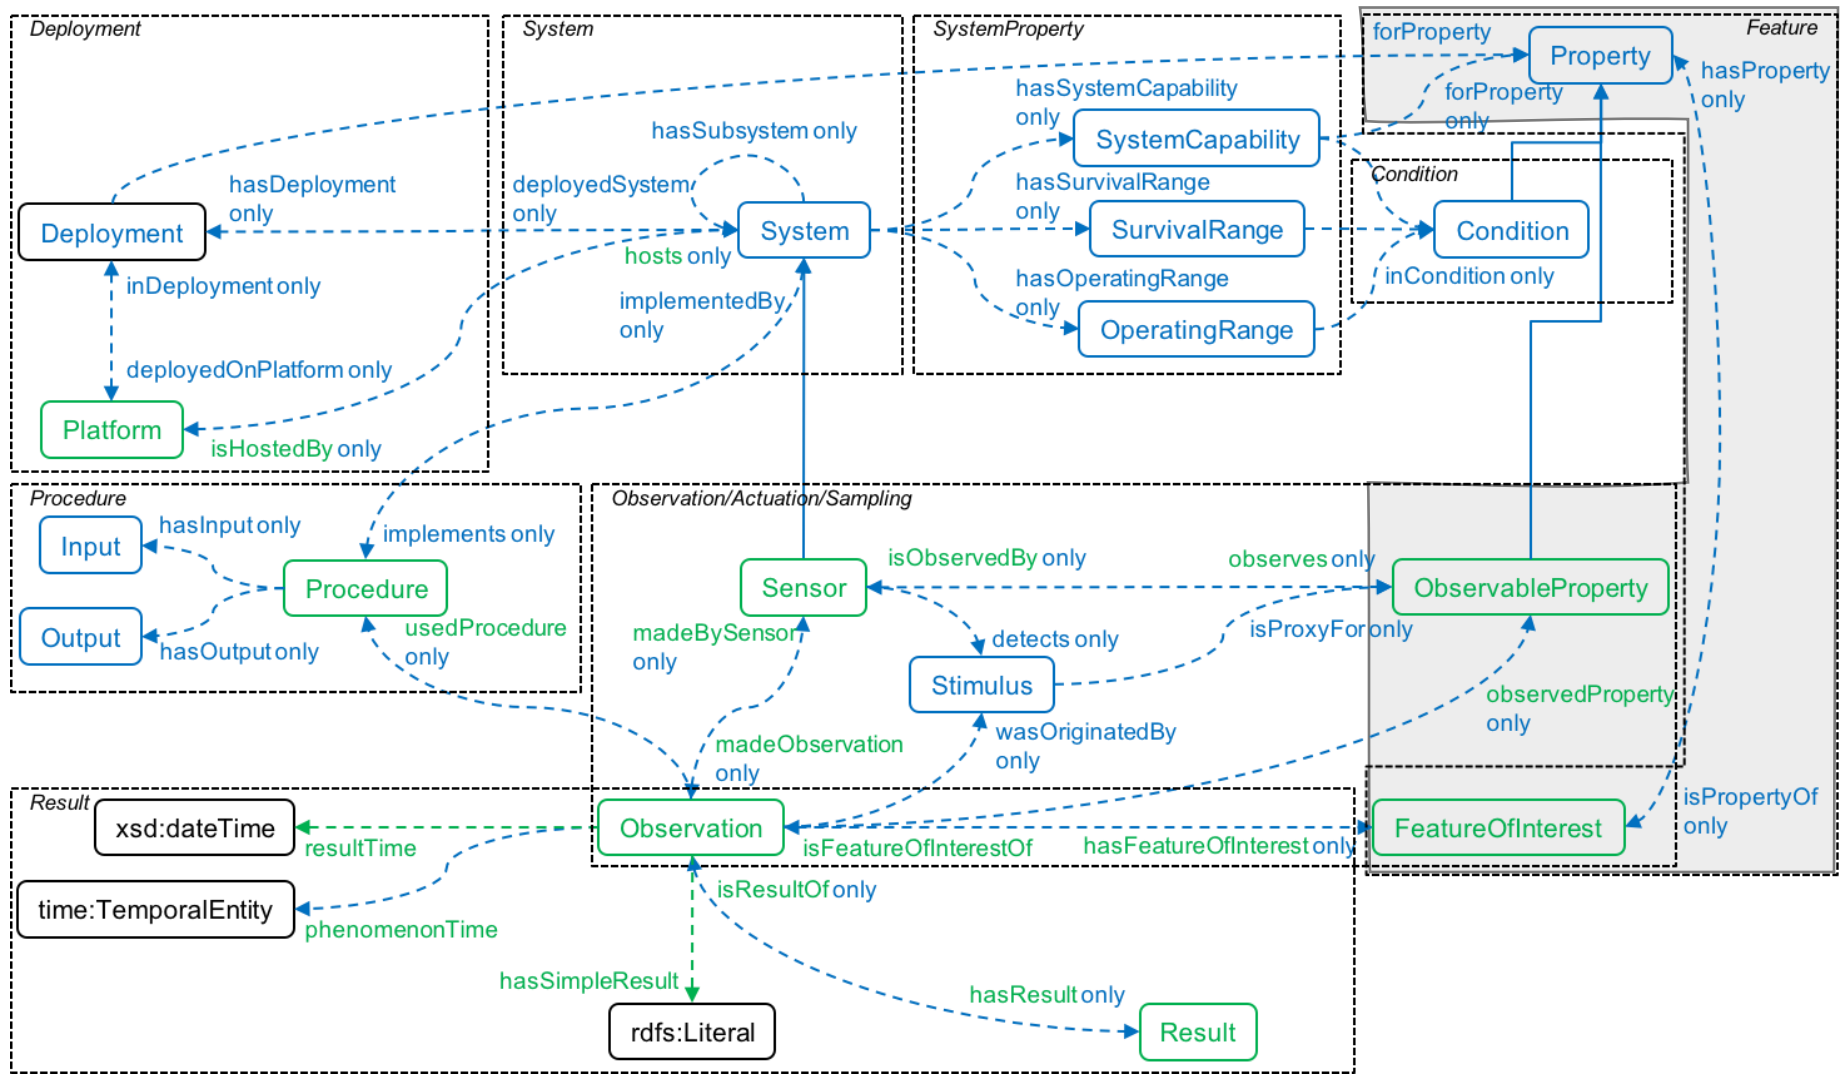 Deployment
System
SystemProperty
Feature
forProperty
Property
hasProperty
only
hasSystemCapability
only
forProperty
only
SystemCapability
hasSubsystem only
hasDeployment
only
deployedSystem
only
hasSurvivalRange
only
Condition
Deployment
System
SurvivalRange
Condition
hosts only
inDeployment only
implementedBy
only
hasOperatingRange
only
inCondition only
OperatingRange
deployedOnPlatform only
Platform
isHostedBy only
Procedure
Observation/Actuation/Sampling
hasInput only
Input
implements only
Procedure
Sensor
isObservedBy only
observes only
ObservableProperty
Output
hasOutput only
usedProcedure
only
madeBySensor
only
detects only
isProxyFor only
Stimulus
observedProperty
only
madeObservation
only
wasOriginatedBy
only
Result
xsd:dateTime
resultTime
Observation
isFeatureOfInterestOf
hasFeatureOfInterest only
FeatureOfInterest
isPropertyOf
only
time:TemporalEntity
phenomenonTime
isResultOf only
hasSimpleResult
hasResult only
rdfs:Literal
Result